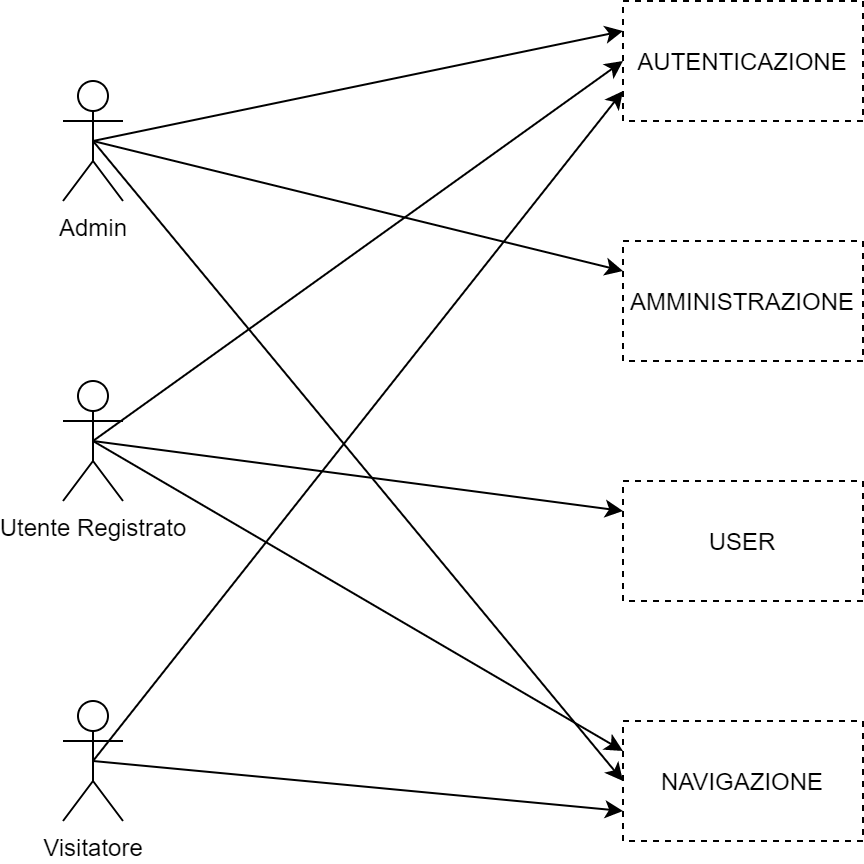 AUTENTICAZIONE
Admin
AMMINISTRAZIONE
Utente Registrato
USER
NAVIGAZIONE
Visitatore